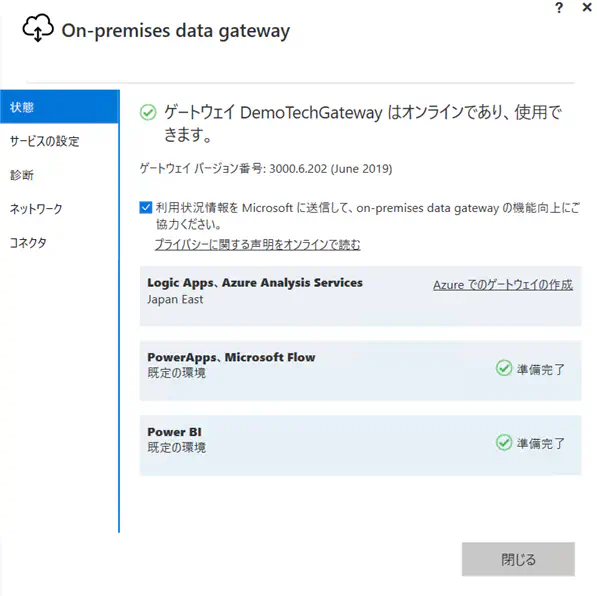 ? ×
On-premises data gateway
状態
サービスの設定
診断
ネットワーク
コネクタ
ゲートウェイ DemoTechGateway はオンラインであり、使用で
きます。
ゲートウェイ バージョン番号: 3000.6.202 (June 2019)
利用状況情報を Microsoft に送信して、on-premises data gateway の機能向上にご
協力ください。
プライバシーに関する声明をオンラインで読む
Logic Apps、Azure Analysis Services
Azure でのゲートウェイの作成
Japan East
PowerApps、Microsoft Flow
既定の環境
準備完了
Power BI
既定の環境
準備完了
閉じる